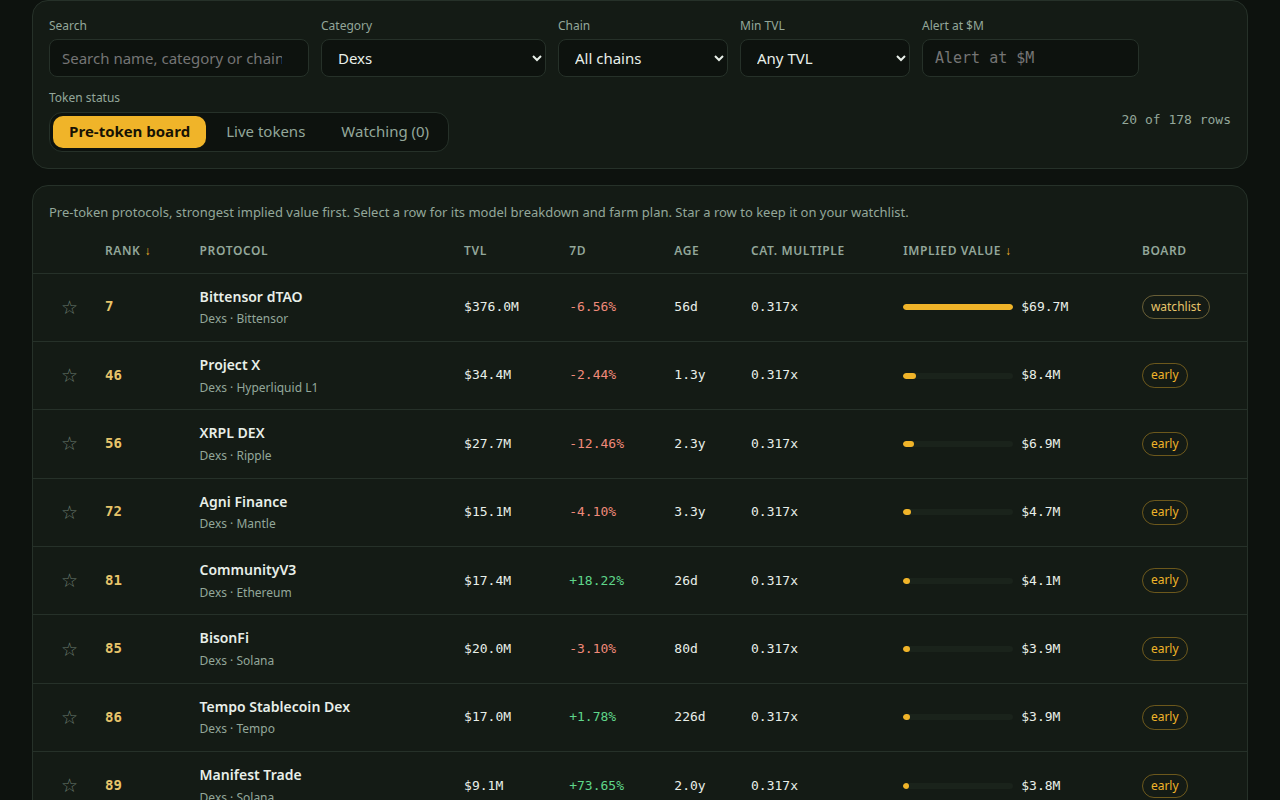 Search Category Chain Min TVL Alert at $M
Search name, category or chain Dexs All chains Any TVL Alert at $M
Token status
Pre-token board Live tokens Watching (0) 20 of 178 rows
Pre-token protocols, strongest implied value first. Select a row for its model breakdown and farm plan. Star a row to keep it on your watchlist.
RANK ↓ PROTOCOL TVL 7D AGE CAT. MULTIPLE IMPLIED VALUE ↓ BOARD
☆ 7 Bittensor dTAO $376.0M -6.56% 56d 0.317x $69.7M watchlist
Dexs · Bittensor
☆ 46 Project X $34.4M -2.44% 1.3y 0.317x $8.4M early
Dexs · Hyperliquid L1
☆ 56 XRPL DEX $27.7M -12.46% 2.3y 0.317x $6.9M early
Dexs · Ripple
☆ 72 Agni Finance $15.1M -4.10% 3.3y 0.317x $4.7M early
Dexs · Mantle
☆ 81 CommunityV3 $17.4M +18.22% 26d 0.317x $4.1M early
Dexs · Ethereum
☆ 85 BisonFi $20.0M -3.10% 80d 0.317x $3.9M early
Dexs · Solana
☆ 86 Tempo Stablecoin Dex $17.0M +1.78% 226d 0.317x $3.9M early
Dexs · Tempo
☆ 89 Manifest Trade $9.1M +73.65% 2.0y 0.317x $3.8M early
Dexs · Solana